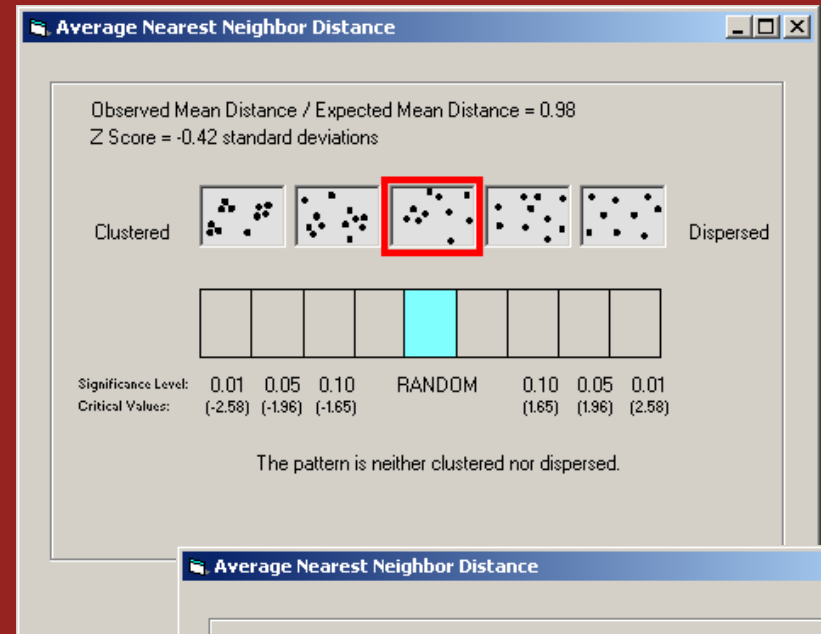 Average Nearest Neighbor Distance
Observed Mean Distance / Expected Mean Distance = 0.98
Z Score = -0.42 standard deviations
Clustered
Dispersed
Significance Level: 0.01 0.05 0.10 RANDOM 0.10 0.05 0.01
Critical Values: (-2.58) (-1.96) (-1.65) (1.65) (1.96) (2.58)
The pattern is neither clustered nor dispersed.
Average Nearest Neighbor Distance